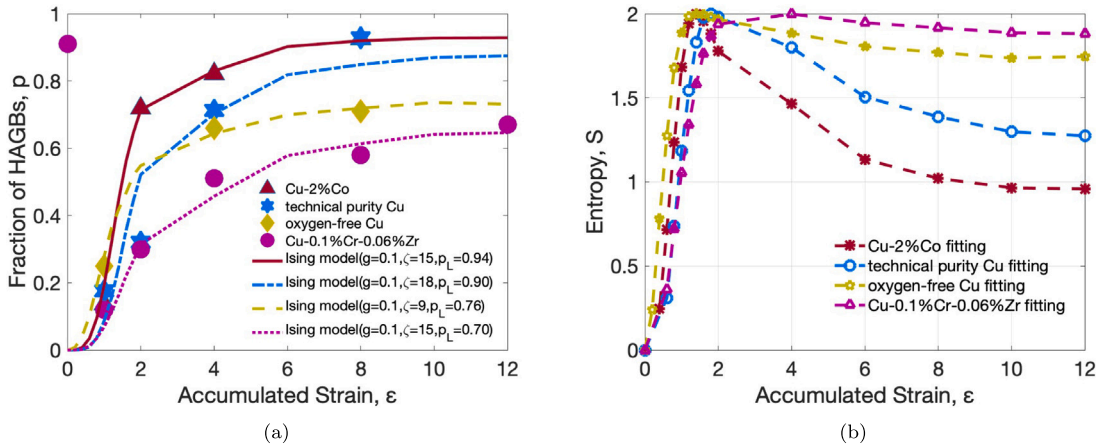 Fraction of HAGBs, p
1
0.8
0.6
0.4
0.2
0
0 2 4 6 8 10 12
Accumulated Strain, ε
Cu-2%Co
technical purity Cu
oxygen-free Cu
Cu-0.1%Cr-0.06%Zr
Ising model(g=0.1,ζ=15,pL=0.94)
Ising model(g=0.1,ζ=18,pL=0.90)
Ising model(g=0.1,ζ=9,pL=0.76)
Ising model(g=0.1,ζ=15,pL=0.70)
(a)
Entropy, S
2
1.5
1
0.5
0
0 2 4 6 8 10 12
Accumulated Strain, ε
Cu-2%Co fitting
technical purity Cu fitting
oxygen-free Cu fitting
Cu-0.1%Cr-0.06%Zr fitting
(b)